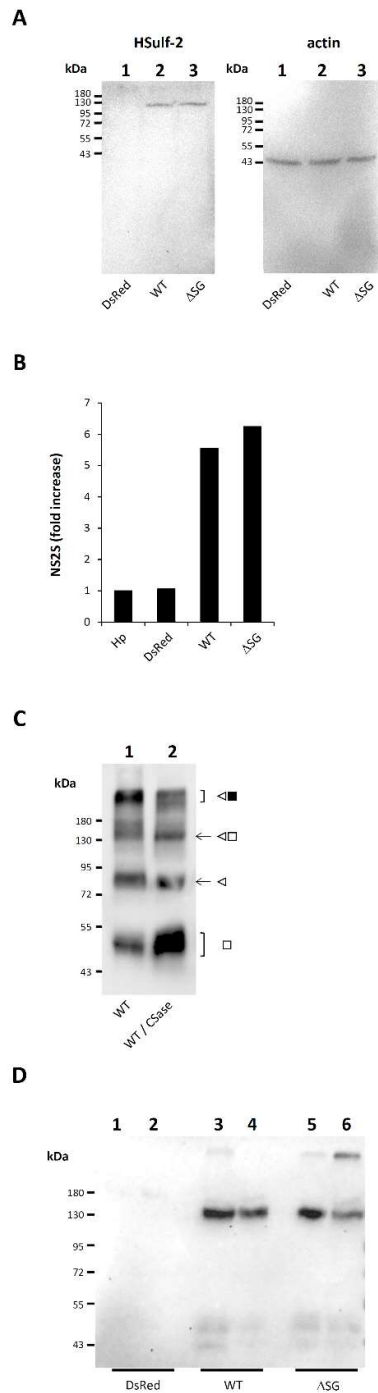 A
HSulf-2 actin
kDa 1 2 3 kDa 1 2 3
180
130
95
72
55
43
180
130
95
72
55
43
DsRed WT ΔSG DsRed WT ΔSG
B
NS2S (fold increase)
7
6
5
4
3
2
1
0
Hp DsRed WT ΔSG
C
1 2
kDa
180
130
95
72
55
43
WT WT / CSase
D
1 2 3 4 5 6
kDa
180
130
95
72
55
43
DsRed WT ΔSG